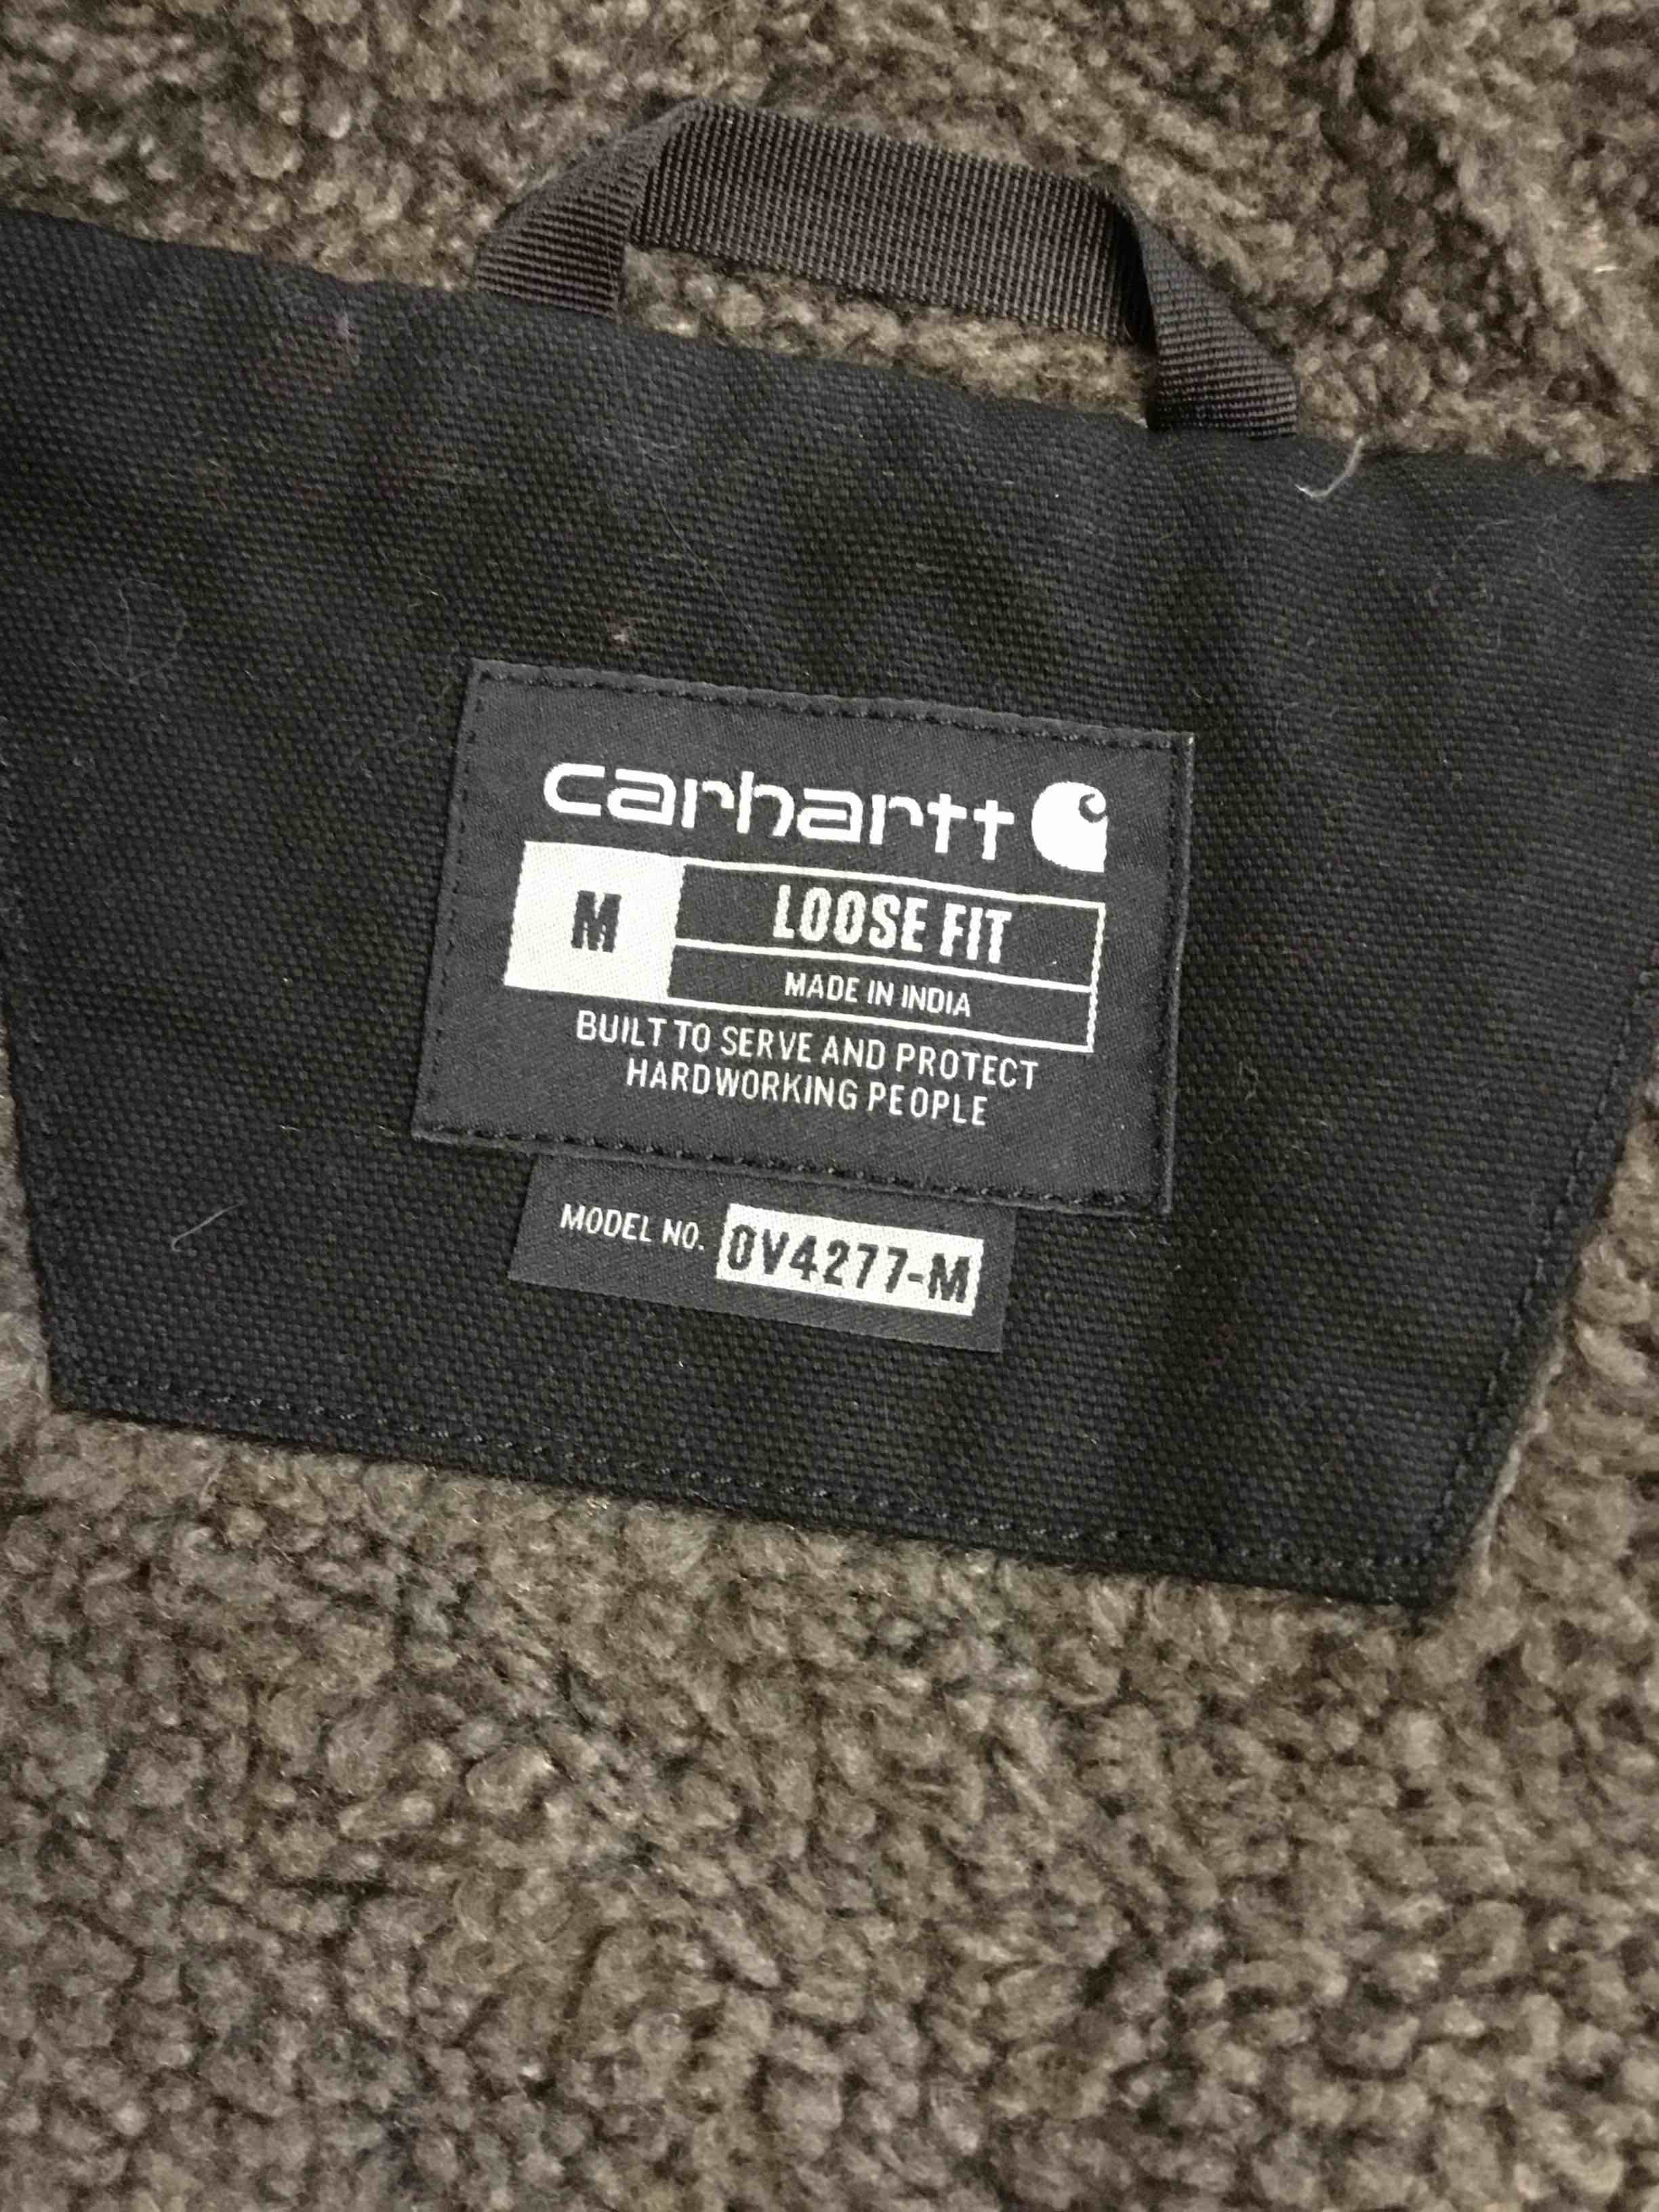 carhartt
M
LOOSE FIT
MADE IN INDIA
BUILT TO SERVE AND PROTECT
HARDWORKING PEOPLE
MODEL NO. OV4277-M